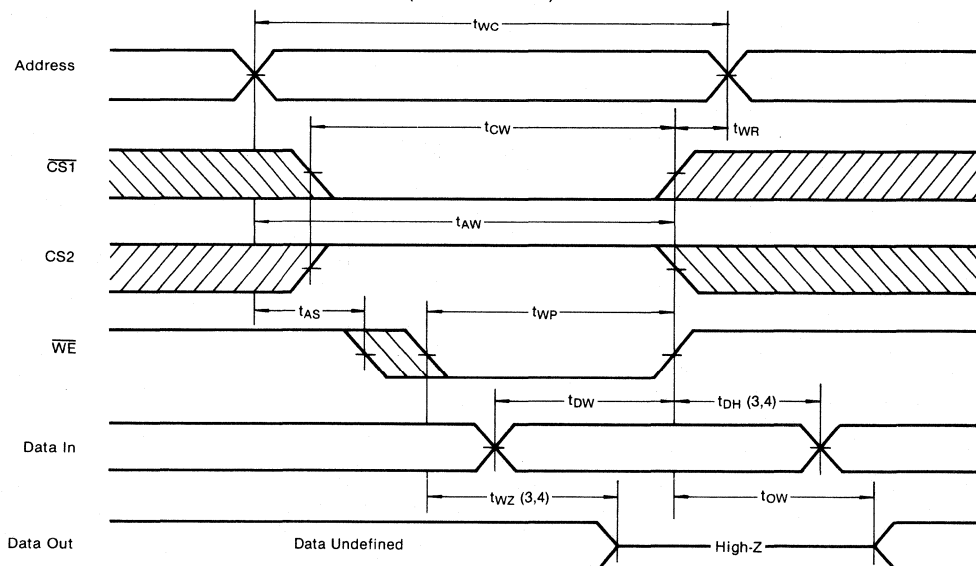 tWC
Address
tCW
tWR
CS1
tAW
CS2
tAS
tWP
WE
tDW
tDH (3,4)
Data In
tWZ (3,4)
tOW
Data Out
Data Undefined
High-Z